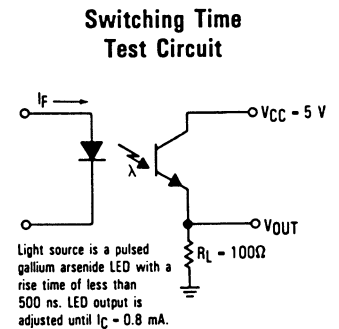 Switching Time
Test Circuit
IF
VCC - 5 V
λ
VOUT
RL - 100Ω
Light source is a pulsed
gallium arsenide LED with a
rise time of less than
500 ns. LED output is
adjusted until IC - 0.8 mA.